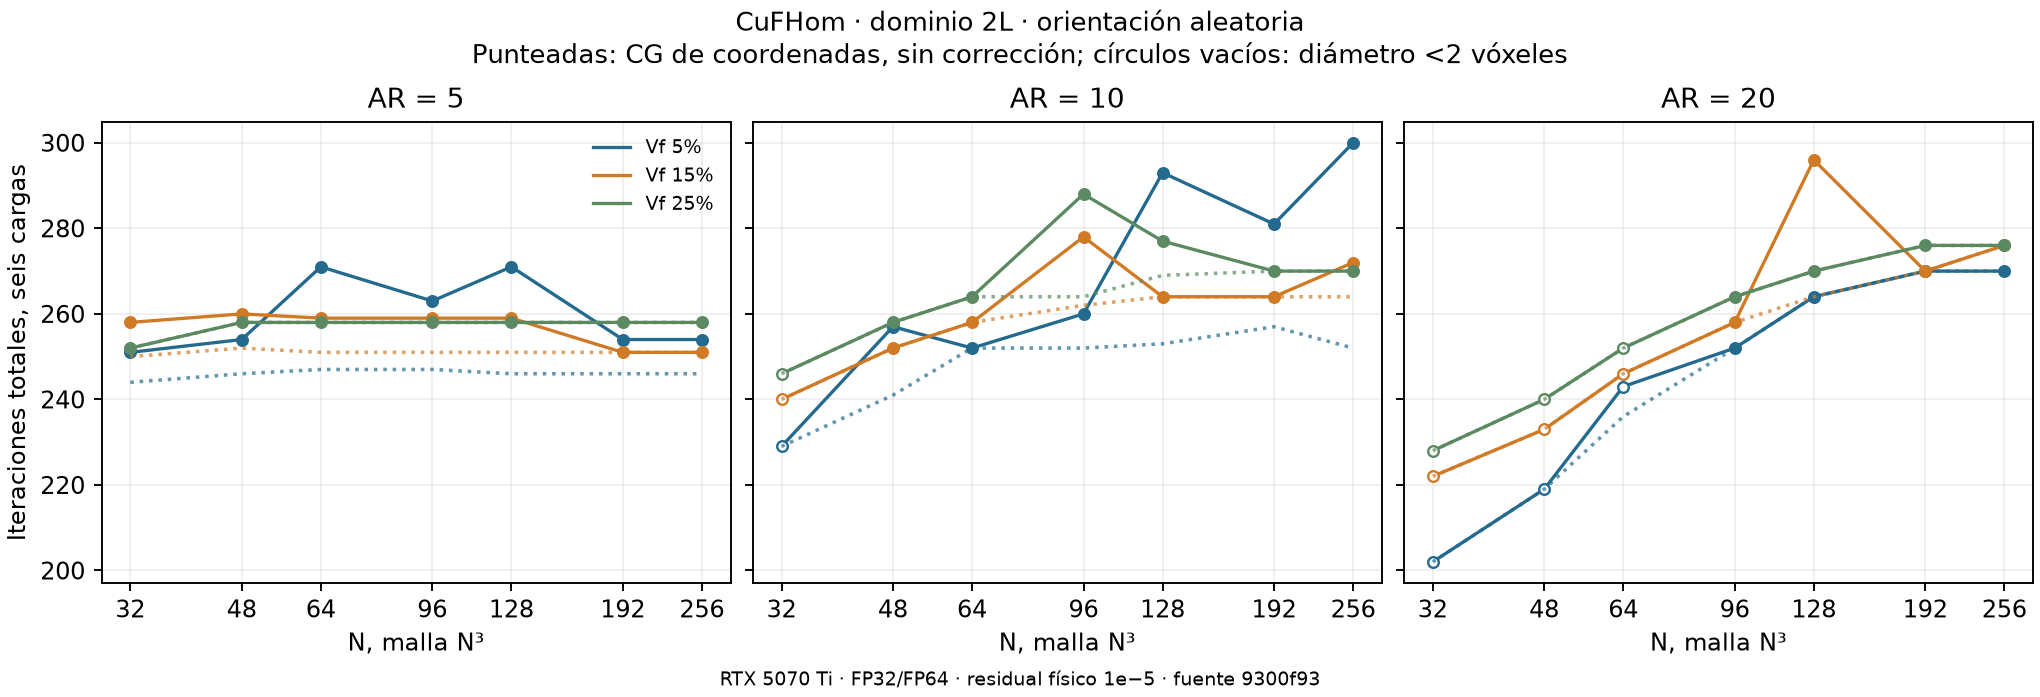 CuFHom · dominio 2L · orientación aleatoria
Punteadas: CG de coordenadas, sin corrección; círculos vacíos: diámetro <2 vóxeles
AR = 5
AR = 10
AR = 20
Iteraciones totales, seis cargas
300
280
260
240
220
200
Vf 5%
Vf 15%
Vf 25%
32 48 64 96 128 192 256
32 48 64 96 128 192 256
32 48 64 96 128 192 256
N, malla N³
N, malla N³
N, malla N³
RTX 5070 Ti · FP32/FP64 · residual físico 1e−5 · fuente 9300f93